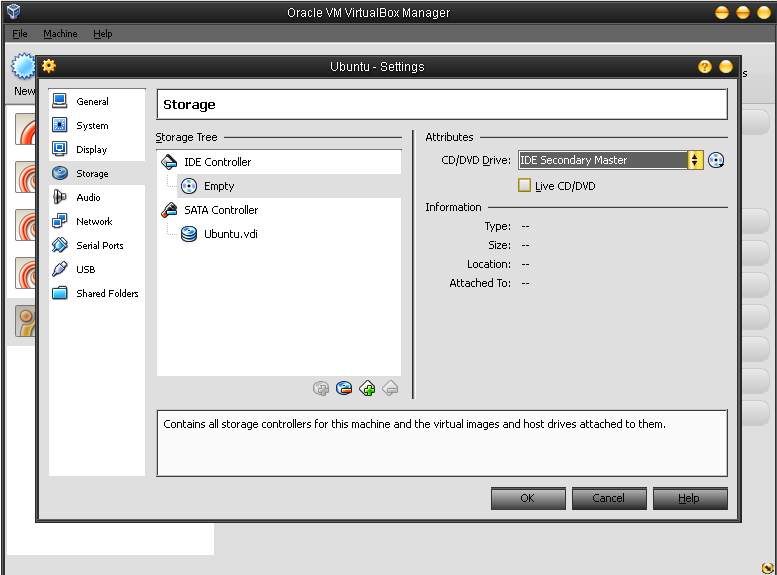 Oracle VM VirtualBox Manager
File Machine Help
Ubuntu - Settings
New
s
General
System
Display
Storage
Audio
Network
Serial Ports
USB
Shared Folders
Storage
Storage Tree
IDE Controller
Empty
SATA Controller
Ubuntu.vdi
Attributes
CD/DVD Drive: IDE Secondary Master
Live CD/DVD
Information
Type: --
Size: --
Location: --
Attached To: --
Contains all storage controllers for this machine and the virtual images and host drives attached to them.
OK Cancel Help